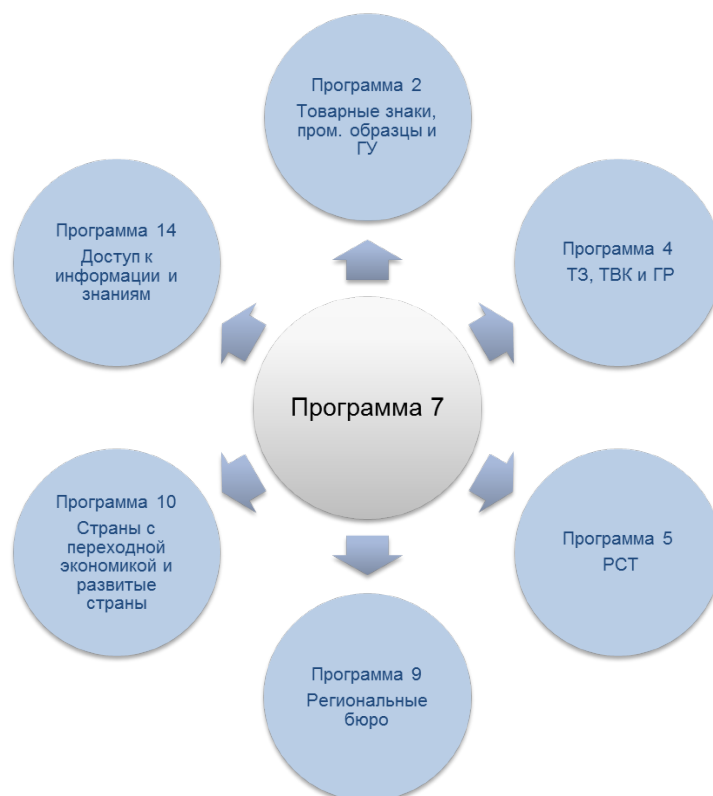 Программа 2
Товарные знаки,
пром. образцы и
ГУ
Программа 14
Доступ к
информации и
знаниям
Программа 4
ТЗ, ТВК и ГР
Программа 7
Программа 10
Страны с
переходной
экономикой и
развитые
страны
Программа 5
РСТ
Программа 9
Региональные
бюро